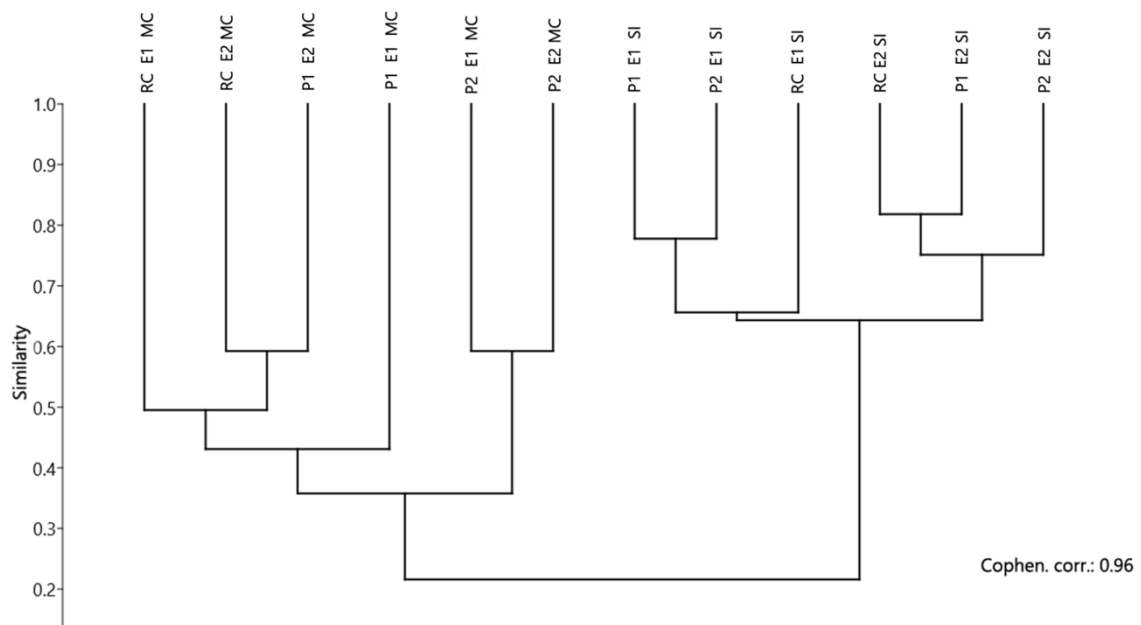 RC E1 MC
RC E2 MC
P1 E2 MC
P1 E1 MC
P2 E1 MC
P2 E2 MC
P1 E1 SI
P2 E1 SI
RC E1 SI
RC E2 SI
P1 E2 SI
P2 E2 SI
1.0
0.9
0.8
0.7
0.6
0.5
0.4
0.3
0.2
Similarity
Cophen. corr.: 0.96